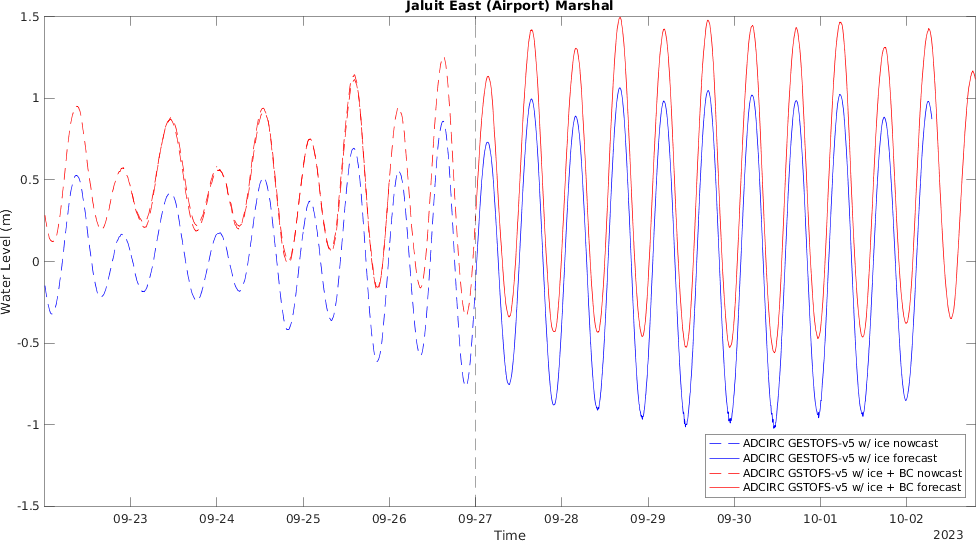 Jaluit East (Airport) Marshal
1.5
1
0.5
0
-0.5
-1
-1.5
Water Level (m)
ADCIRC GESTOFS-v5 w/ ice nowcast
ADCIRC GESTOFS-v5 w/ ice forecast
ADCIRC GSTOFS-v5 w/ ice + BC nowcast
ADCIRC GSTOFS-v5 w/ ice + BC forecast
09-23 09-24 09-25 09-26 09-27 09-28 09-29 09-30 10-01 10-02
Time
2023